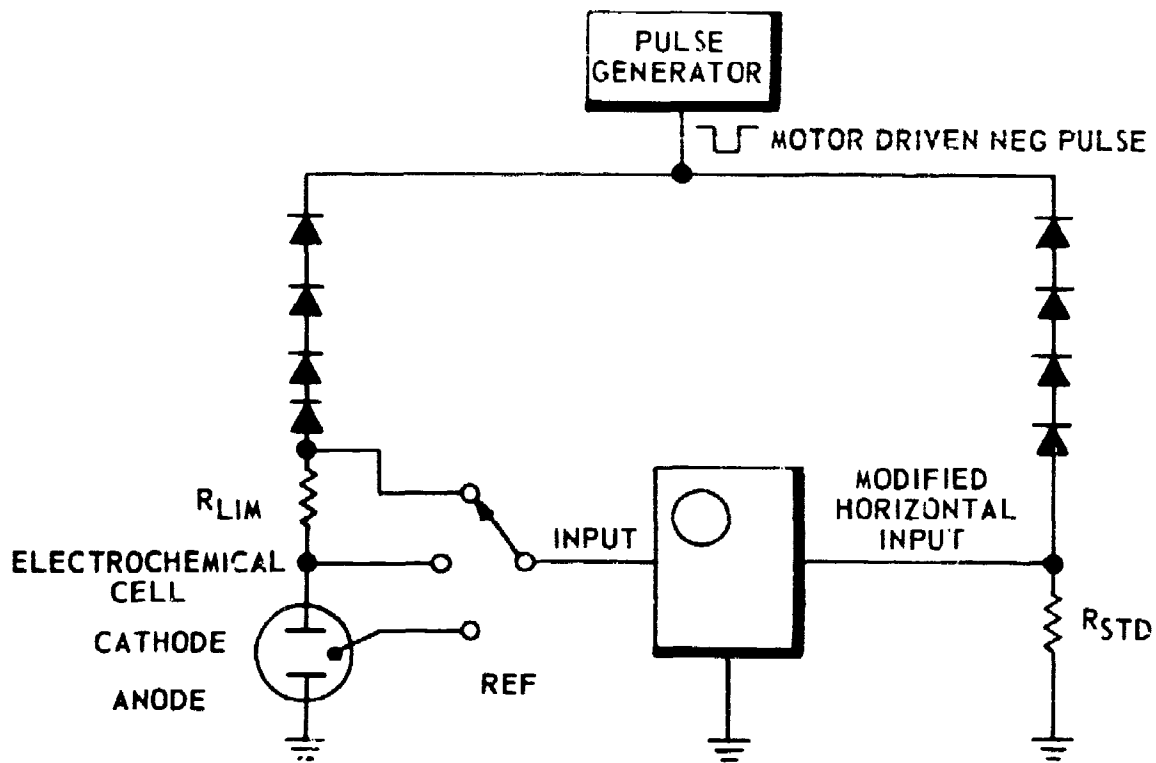 PULSE
GENERATOR
MOTOR DRIVEN NEG PULSE
RLIM
MODIFIED
HORIZONTAL
INPUT
INPUT
ELECTROCHEMICAL
CELL
CATHODE
ANODE
REF
RSTD